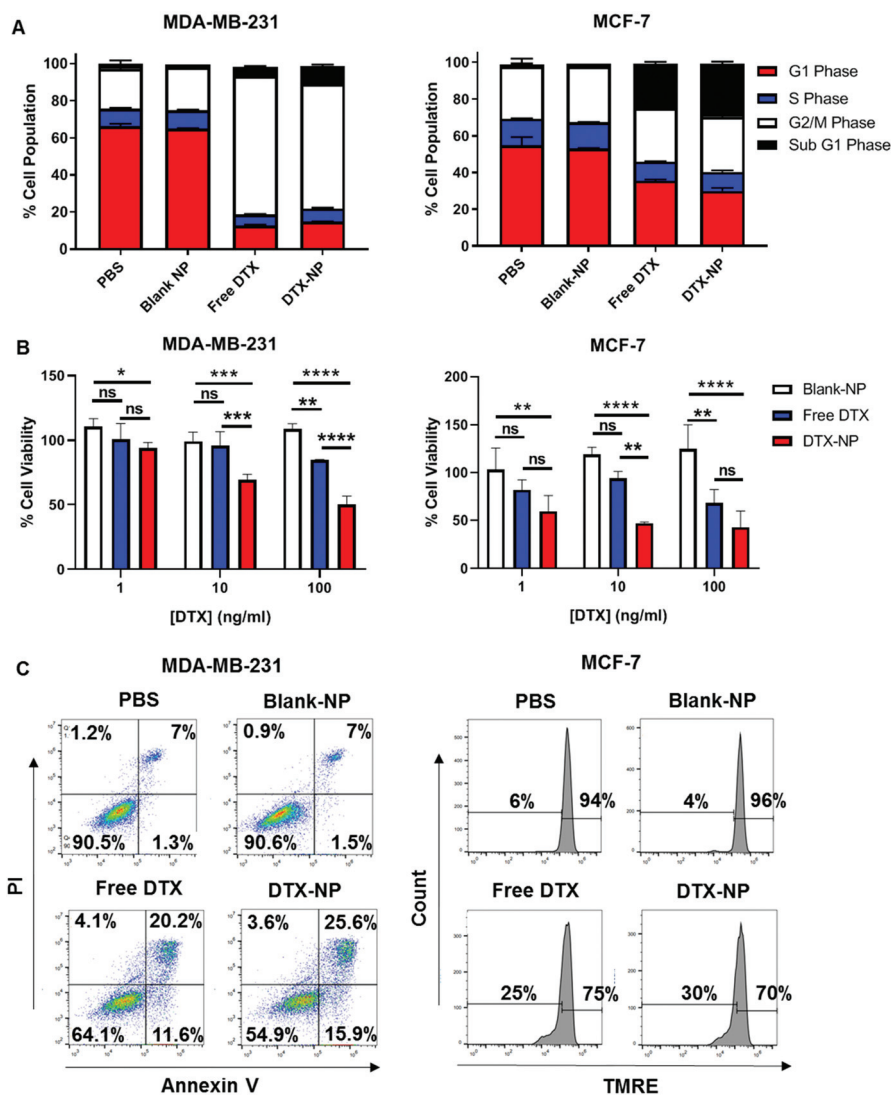 A
MDA-MB-231
MCF-7
% Cell Population
100
80
60
40
20
0
PBS
Blank NP
Free DTX
DTX-NP
% Cell Population
100
80
60
40
20
0
PBS
Blank-NP
Free DTX
DTX-NP
G1 Phase
S Phase
G2/M Phase
Sub G1 Phase
B
MDA-MB-231
MCF-7
% Cell Viability
150
100
50
0
* ns ns
*** ns ***
**** ** ****
1 10 100
[DTX] (ng/ml)
% Cell Viability
200
150
100
50
0
** ns ns
**** ns **
**** ** ns
1 10 100
[DTX] (ng/ml)
Blank-NP
Free DTX
DTX-NP
C
MDA-MB-231
MCF-7
PBS
1.2% 7%
90.5% 1.3%
Blank-NP
0.9% 7%
90.6% 1.5%
Free DTX
4.1% 20.2%
64.1% 11.6%
DTX-NP
3.6% 25.6%
54.9% 15.9%
PI
Annexin V
PBS
6% 94%
Blank-NP
4% 96%
Free DTX
25% 75%
DTX-NP
30% 70%
Count
TMRE